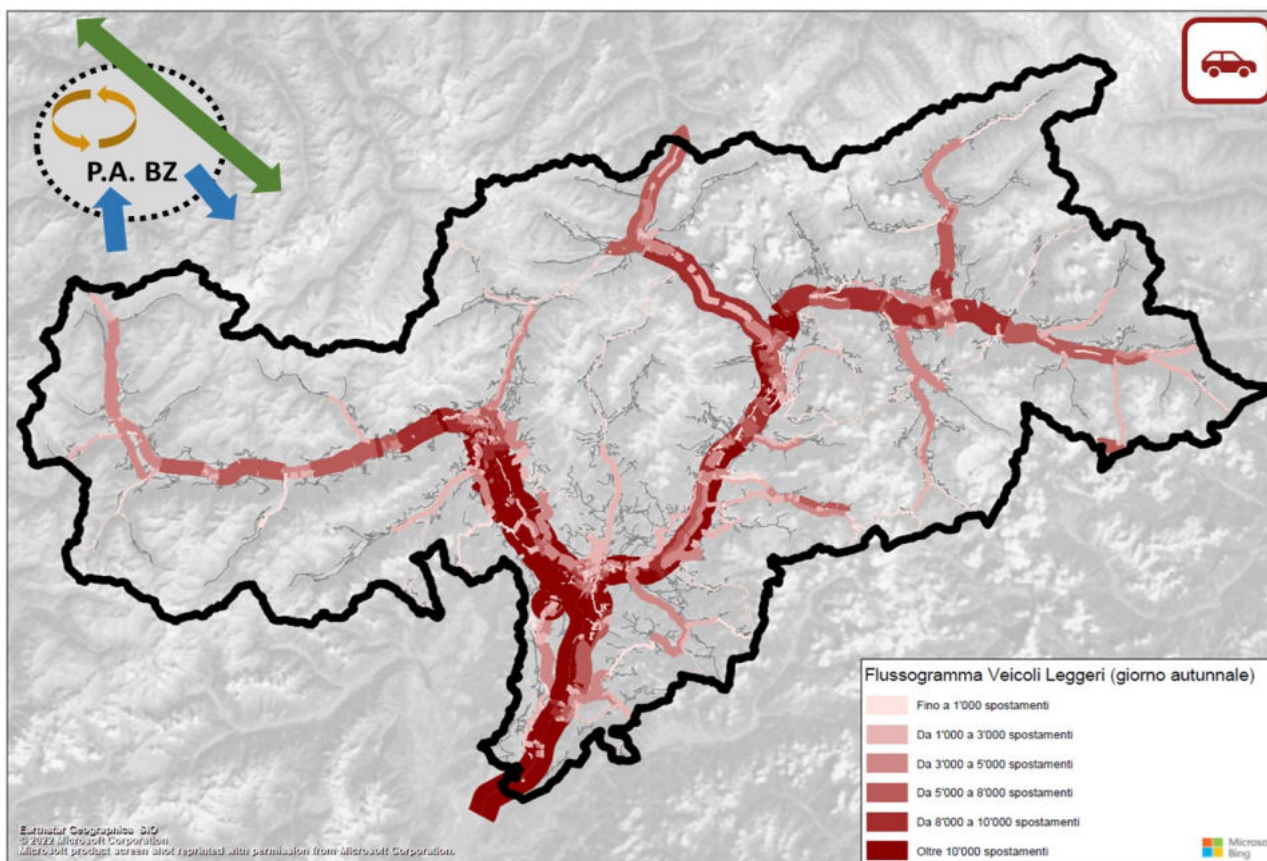 P.A. BZ
Flussogramma Veicoli Leggeri (giorno autunnale)
Fino a 1'000 spostamenti
Da 1'000 a 3'000 spostamenti
Da 3'000 a 5'000 spostamenti
Da 5'000 a 8'000 spostamenti
Da 8'000 a 10'000 spostamenti
Oltre 10'000 spostamenti
Earthstar Geographics SIO
© 2022 Microsoft Corporation
Microsoft product screen shot reprinted with permission from Microsoft Corporation.
Bing